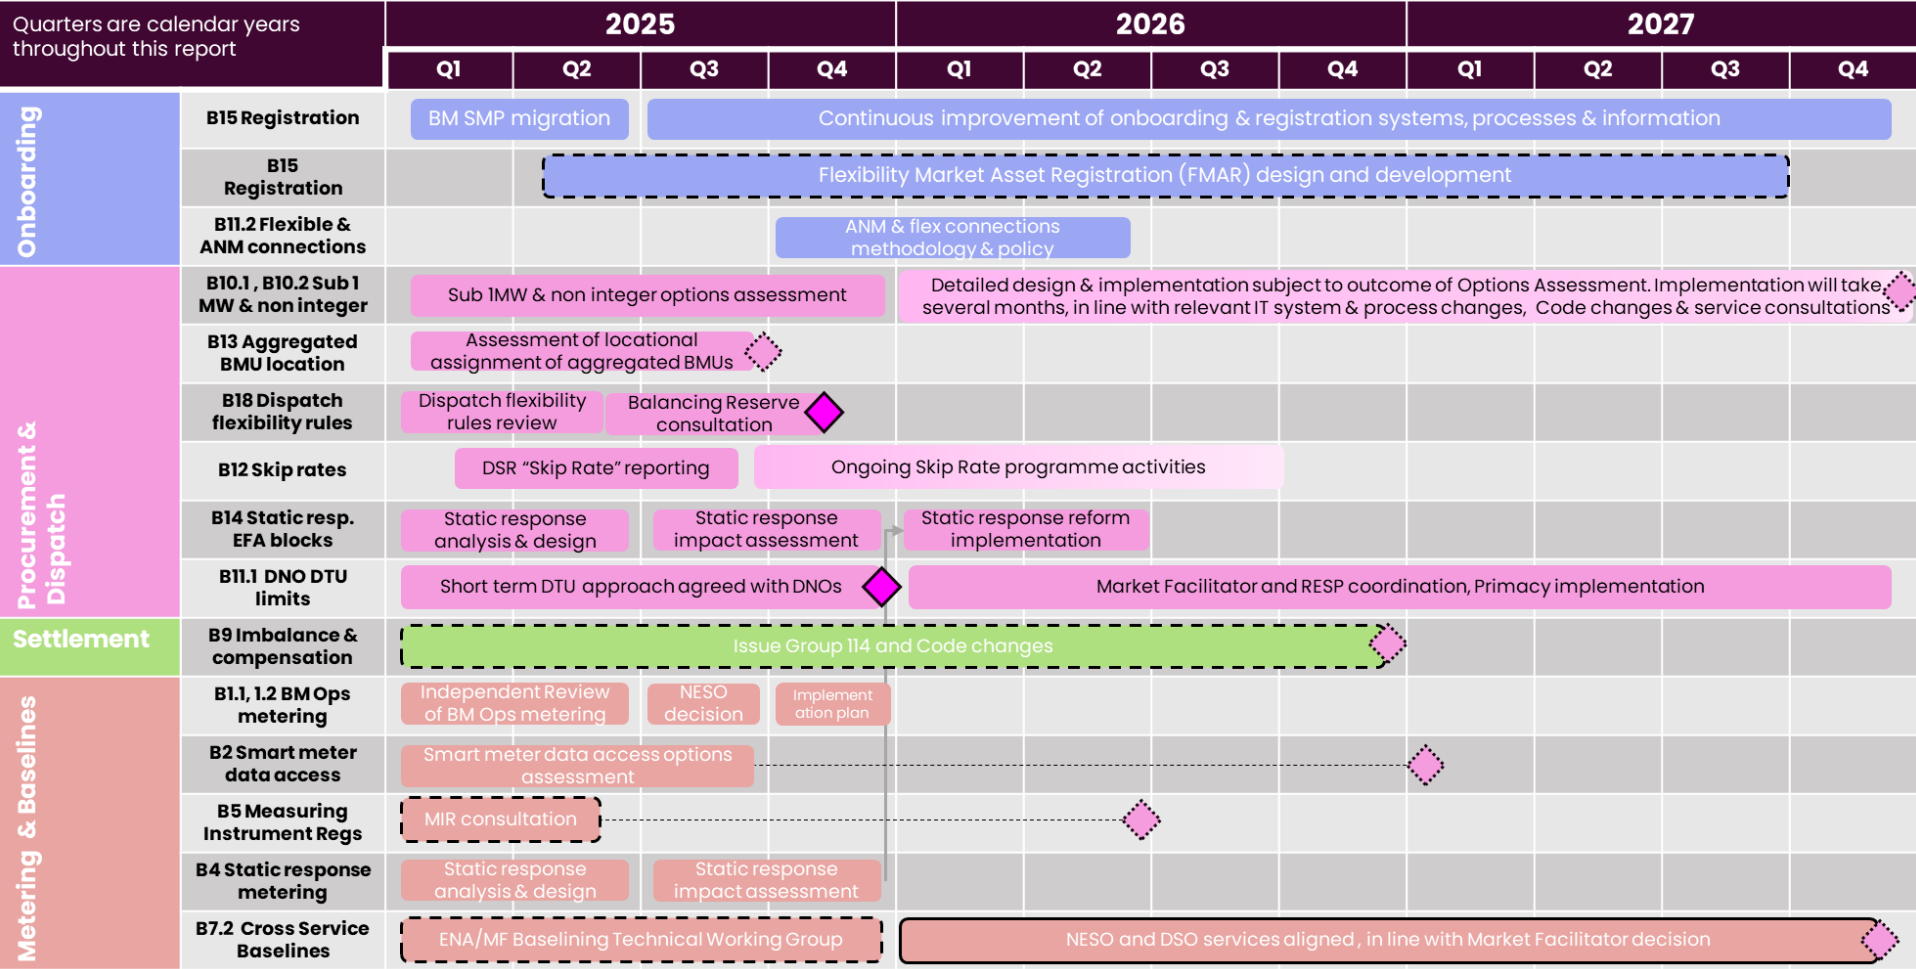 Quarters are calendar years
throughout this report
2025
2026
2027
Q1
Q2
Q3
Q4
Q1
Q2
Q3
Q4
Q1
Q2
Q3
Q4
Onboarding
B15 Registration
BM SMP migration
Continuous improvement of onboarding & registration systems, processes & information
B15
Registration
Flexibility Market Asset Registration (FMAR) design and development
B11.2 Flexible &
ANM connections
ANM & flex connections
methodology & policy
Procurement &
Dispatch
B10.1 , B10.2 Sub 1
MW & non integer
Sub 1MW & non integer options assessment
Detailed design & implementation subject to outcome of Options Assessment. Implementation will take
several months, in line with relevant IT system & process changes, Code changes & service consultations
B13 Aggregated
BMU location
Assessment of locational
assignment of aggregated BMUs
B18 Dispatch
flexibility rules
Dispatch flexibility
rules review
Balancing Reserve
consultation
B12 Skip rates
DSR “Skip Rate” reporting
Ongoing Skip Rate programme activities
B14 Static resp.
EFA blocks
Static response
analysis & design
Static response
impact assessment
Static response reform
implementation
B11.1 DNO DTU
limits
Short term DTU approach agreed with DNOs
Market Facilitator and RESP coordination, Primacy implementation
Settlement
B9 Imbalance &
compensation
Issue Group 114 and Code changes
Metering & Baselines
B1.1, 1.2 BM Ops
metering
Independent Review
of BM Ops metering
NESO
decision
Implement
ation plan
B2 Smart meter
data access
Smart meter data access options
assessment
B5 Measuring
Instrument Regs
MIR consultation
B4 Static response
metering
Static response
analysis & design
Static response
impact assessment
B7.2 Cross Service
Baselines
ENA/MF Baselining Technical Working Group
NESO and DSO services aligned , in line with Market Facilitator decision